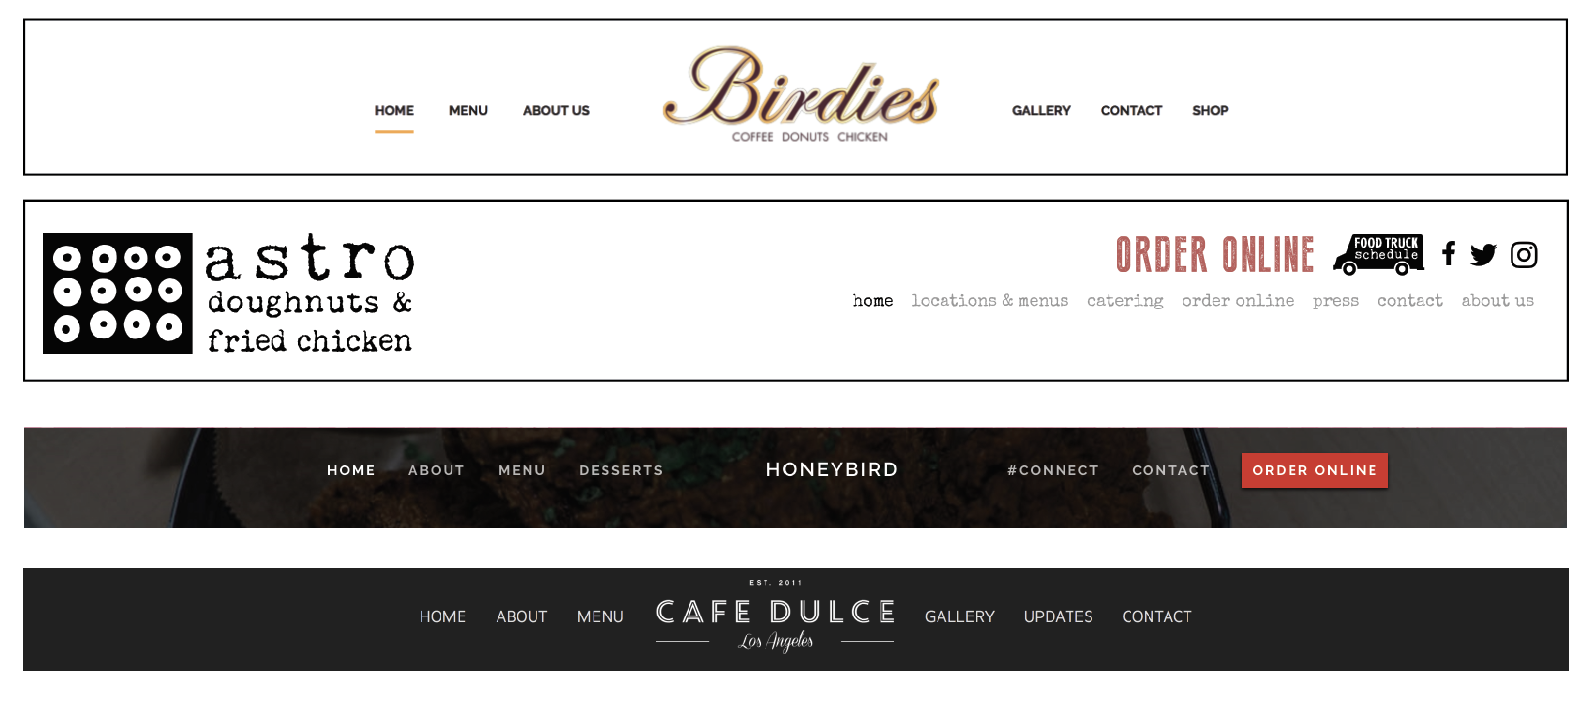 HOME MENU ABOUT US Birdies GALLERY CONTACT SHOP
COFFEE DONUTS CHICKEN
astro
doughnuts &
fried chicken
ORDER ONLINE FOOD TRUCK
schedule
home locations & menus catering order online press contact about us
HOME ABOUT MENU DESSERTS HONEYBIRD #CONNECT CONTACT ORDER ONLINE
EST. 2011
HOME ABOUT MENU CAFE DULCE GALLERY UPDATES CONTACT
Los Angeles